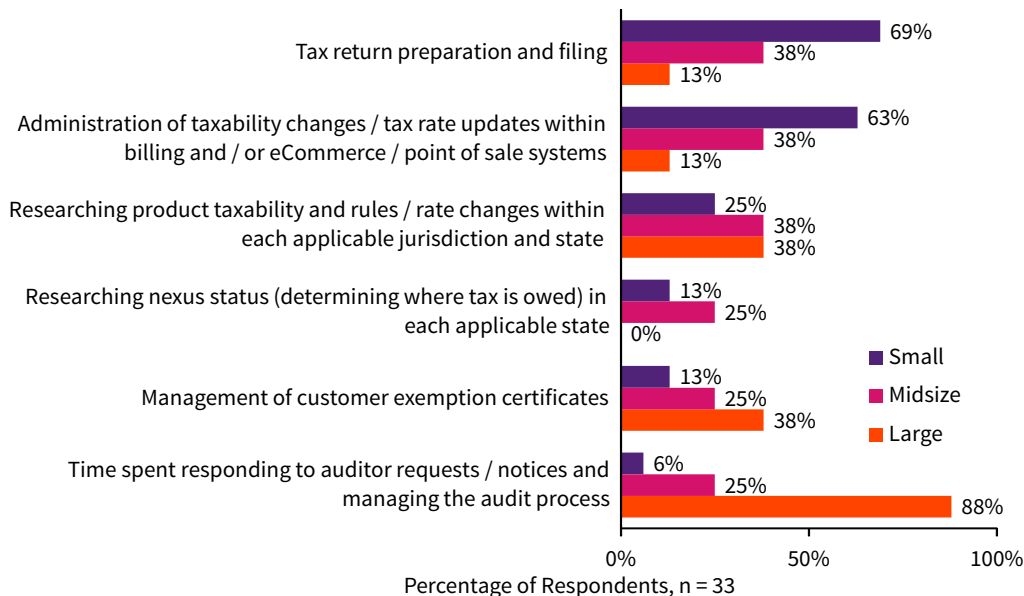 Tax return preparation and filing
69%
38%
13%
Administration of taxability changes / tax rate updates within
billing and / or eCommerce / point of sale systems
63%
38%
13%
Researching product taxability and rules / rate changes within
each applicable jurisdiction and state
25%
38%
38%
Researching nexus status (determining where tax is owed) in
each applicable state
13%
25%
0%
Management of customer exemption certificates
13%
25%
38%
Time spent responding to auditor requests / notices and
managing the audit process
6%
25%
88%
Small
Midsize
Large
0%
50%
100%
Percentage of Respondents, n = 33